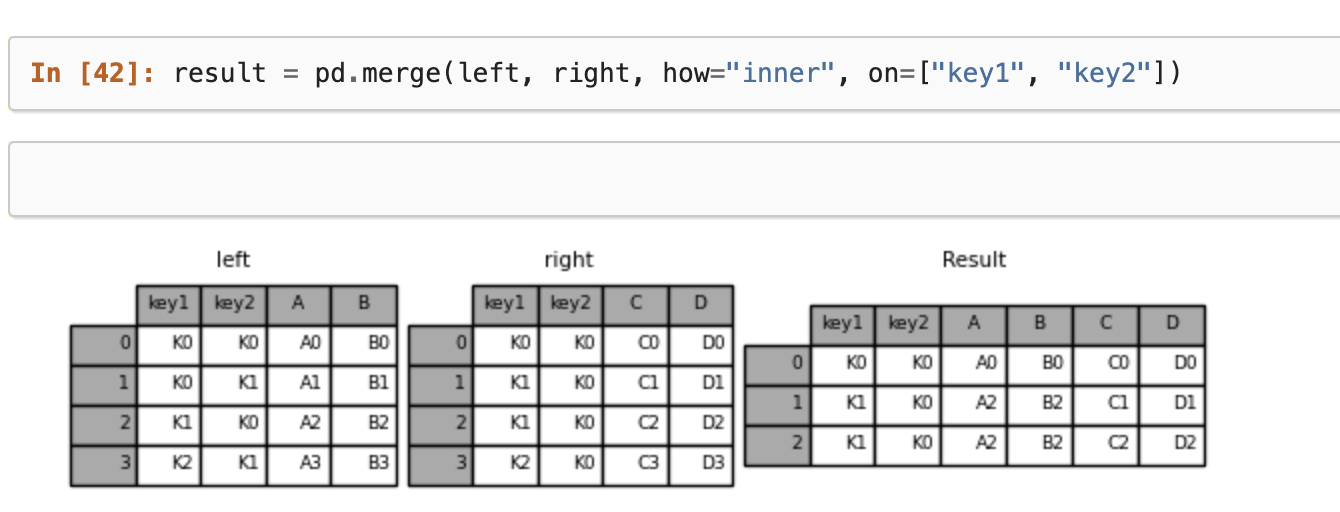 In [42]: result = pd.merge(left, right, how="inner", on=["key1", "key2"])
left right Result
key1 key2 A B
0 K0 K0 A0 B0
1 K0 K1 A1 B1
2 K1 K0 A2 B2
3 K2 K1 A3 B3
key1 key2 C D
0 K0 K0 C0 D0
1 K1 K0 C1 D1
2 K1 K0 C2 D2
3 K2 K0 C3 D3
key1 key2 A B C D
0 K0 K0 A0 B0 C0 D0
1 K1 K0 A2 B2 C1 D1
2 K1 K0 A2 B2 C2 D2